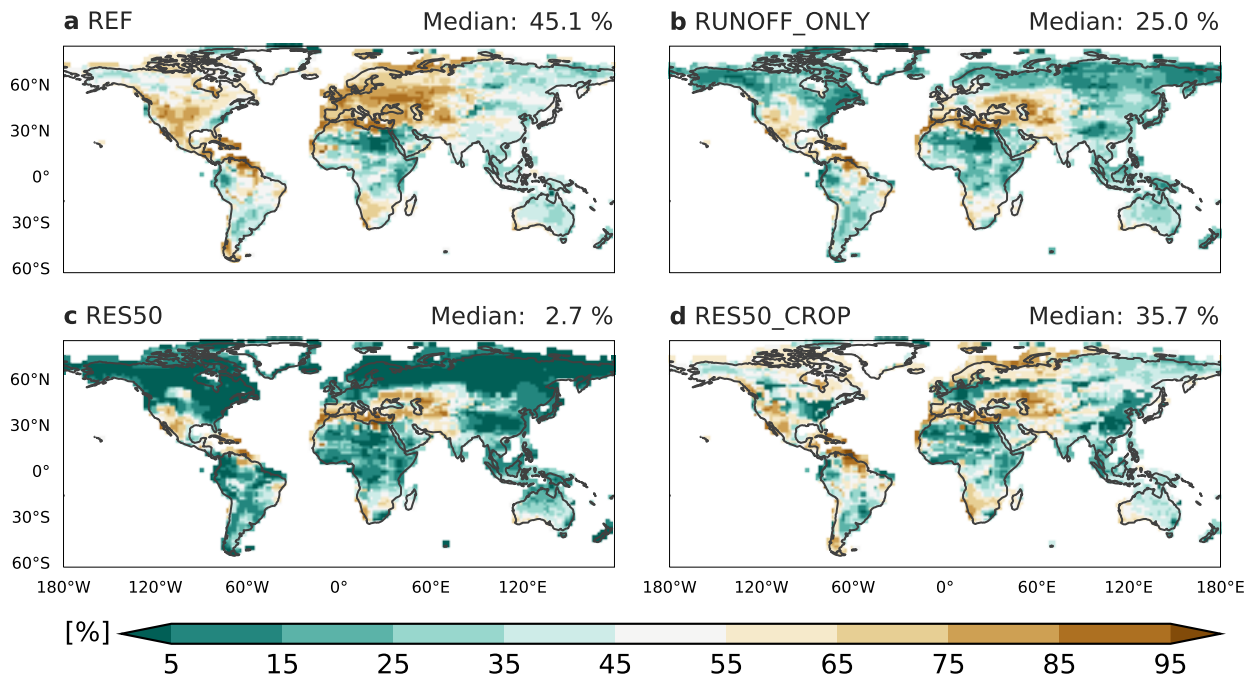 a REF Median: 45.1 %
b RUNOFF_ONLY Median: 25.0 %
60°N
30°N
0°
30°S
60°S
c RES50 Median: 2.7 %
d RES50_CROP Median: 35.7 %
60°N
30°N
0°
30°S
60°S
180°W 120°W 60°W 0° 60°E 120°E
180°W 120°W 60°W 0° 60°E 120°E 180°E
[%]
5 15 25 35 45 55 65 75 85 95